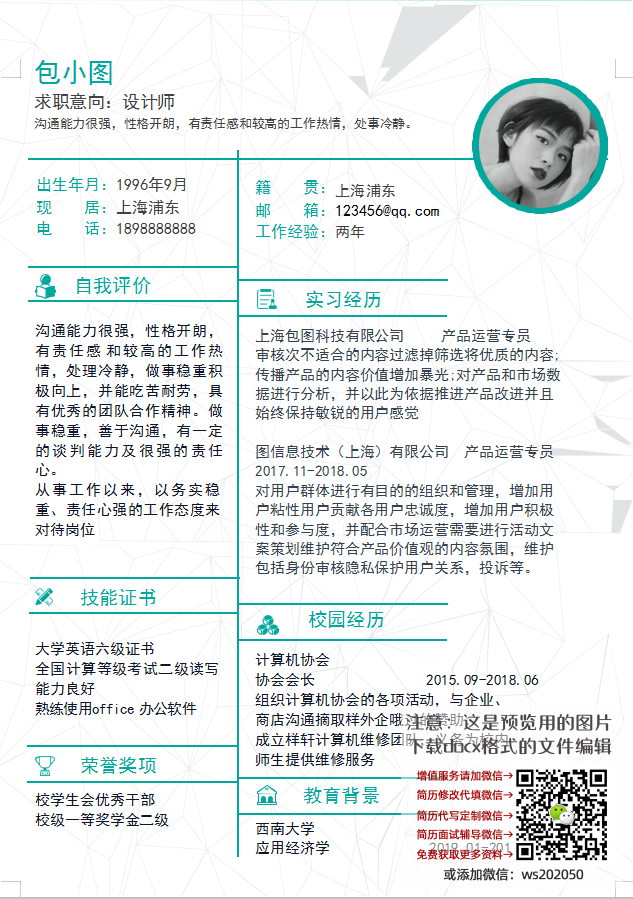 包小图
求职意向：设计师
沟通能力很强，性格开朗，有责任感和较高的工作热情，处事冷静。
出生年月：1996年9月
现 居：上海浦东
电 话：1898888888
籍 贯：上海浦东
邮 箱：123456@qq.com
工作经验：两年
自我评价
沟通能力很强，性格开朗，
有责任感 和较高的工作热
情，处理冷静，做事稳重积
极向上，并能吃苦耐劳，具
有优秀的团队合作精神。做
事稳重，善于沟通，有一定
的谈判能力及很强的责任
心。
从事工作以来，以务实稳
重、责任心强的工作态度来
对待岗位
技能证书
大学英语六级证书
全国计算等级考试二级读写
能力良好
熟练使用office 办公软件
荣誉奖项
校学生会优秀干部
校级一等奖学金二级
实习经历
上海包图科技有限公司 产品运营专员
审核次不适合的内容过滤掉筛选将优质的内容;
传播产品的内容价值增加暴光;对产品和市场数
据进行分析，并以此为依据推进产品改进并且
始终保持敏锐的用户感觉
图信息技术（上海）有限公司 产品运营专员
2017.11-2018.05
对用户群体进行有目的的组织和管理，增加用
户粘性用户贡献各用户忠诚度，增加用户积极
性和参与度，并配合市场运营需要进行活动文
案策划维护符合产品价值观的内容氛围，维护
包括身份审核隐私保护用户关系，投诉等。
校园经历
计算机协会
协会会长 2015.09-2018.06
组织计算机协会的各项活动，与企业、
商店沟通摘取样外企或过的赞助
成立样轩计算机维修团队，义务为校内
师生提供维修服务
教育背景
西南大学
应用经济学 2019.01-201
注意：这是预览用的图片
下载docx格式的文件编辑
增值服务请加微信→
简历修改代填微信→
简历代写定制微信→
简历面试辅导微信→
免费获取更多资料→
或添加微信：ws202050